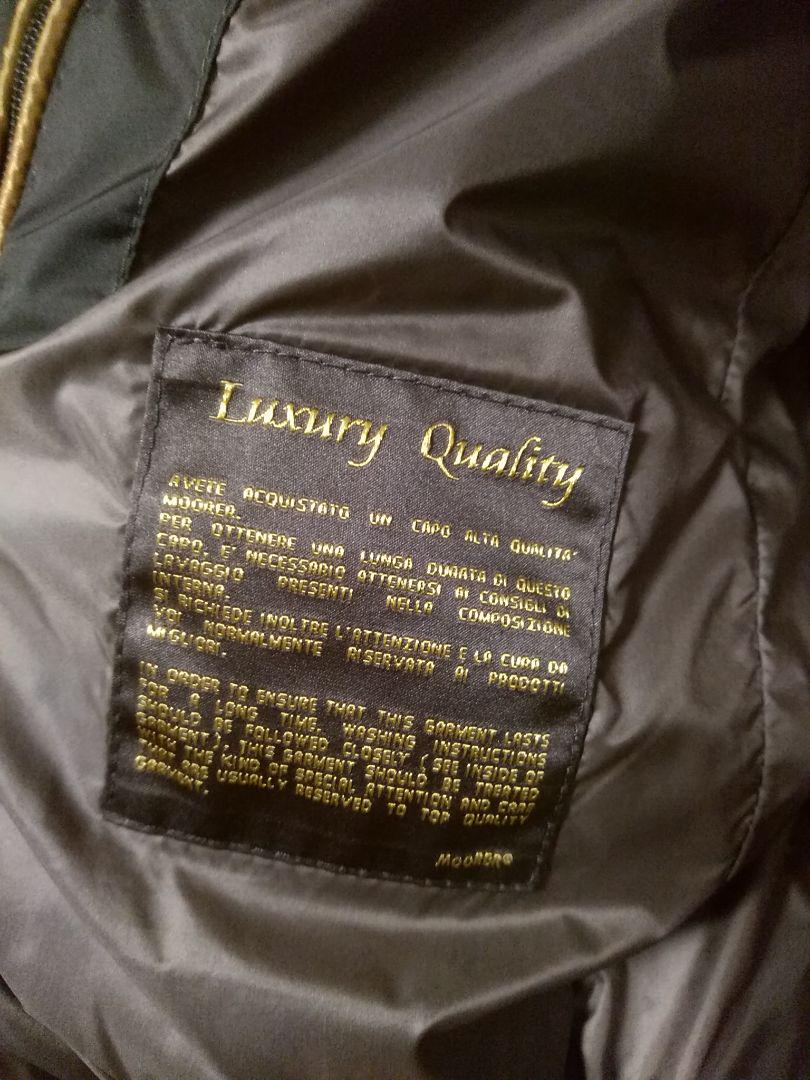 Luxury Quality
AVETE ACQUISTATO UN CAPO ALTA QUALITA'
MOORER.
PER OTTENERE UNA LUNGA DURATA DI QUESTO
CAPO, E' NECESSARIO ATTENERSI AI CONSIGLI DI
LAVAGGIO PRESENTI NELLA COMPOSIZIONE
INTERNA.
SI RICHIEDE INOLTRE L'ATTENZIONE E LA CURA DA
VOI NORMALMENTE RISERVATA AI PRODOTTI
MIGLIORI.
IN ORDER TO ENSURE THAT THIS GARMENT LASTS
FOR A LONG TIME, WASHING INSTRUCTIONS
SHOULD BE FOLLOWED CLOSELY ( SEE INSIDE OF
GARMENT). THIS GARMENT SHOULD BE TREATED
WITH THE KIND OF SPECIAL ATTENTION AND CARE
THAT ARE USUALLY RESERVED TO TOP QUALITY
GARMENT.
MOORER®